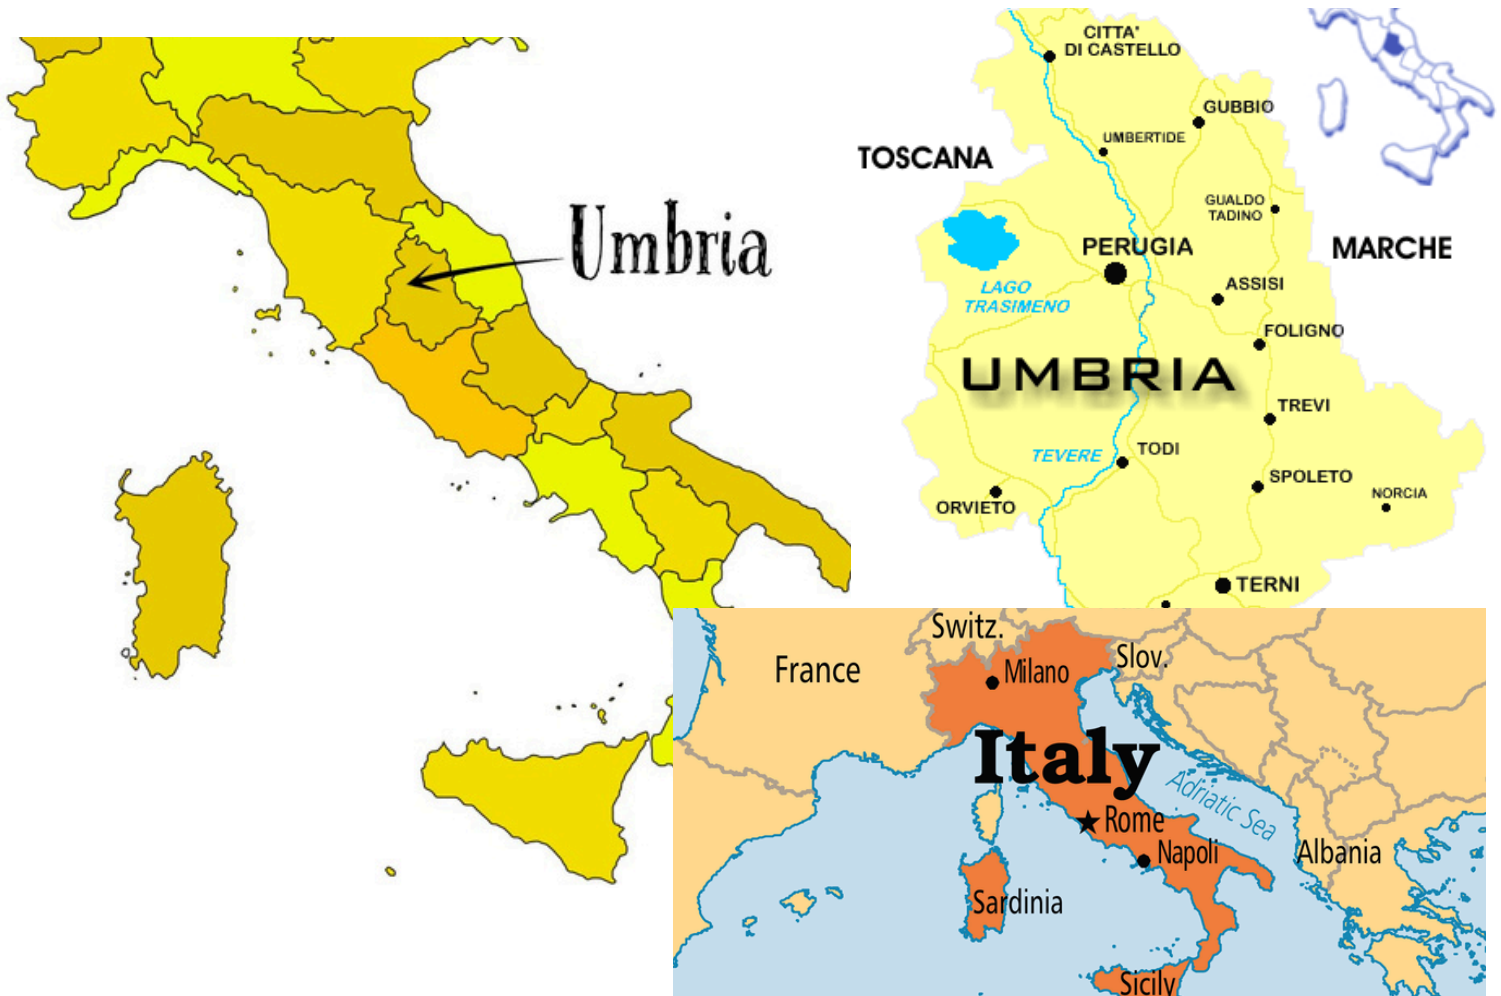 Umbria
CITTA'
DI CASTELLO
GUBBIO
UMBERTIDE
TOSCANA
GUALDO
TADINO
PERUGIA
MARCHE
LAGO
TRASIMENO
ASSISI
FOLIGNO
UMBRIA
TREVI
TEVERE
TODI
SPOLETO
ORVIETO
NORCIA
TERNI
Switz.
France
Milano
Slov.
Italy
Adriatic Sea
Rome
Napoli
Albania
Sardinia
Sicily